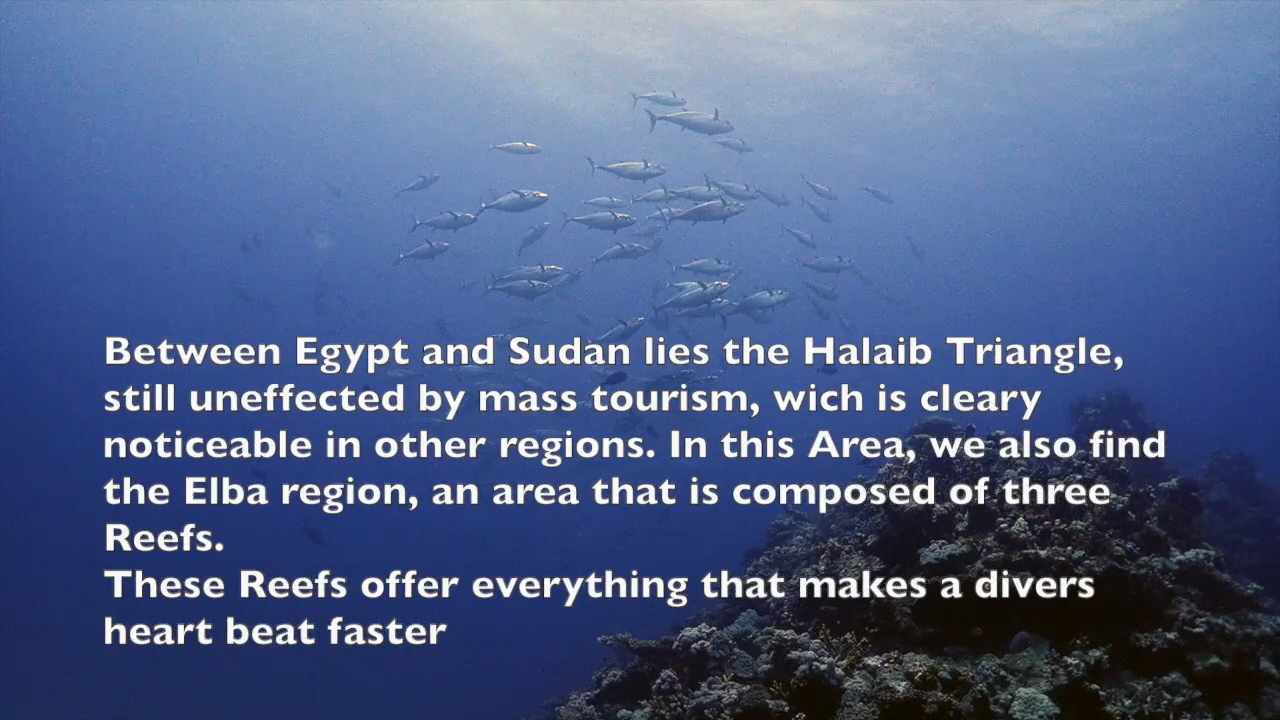 Between Egypt and Sudan lies the Halaib Triangle,
still uneffected by mass tourism, wich is cleary
noticeable in other regions. In this Area, we also find
the Elba region, an area that is composed of three
Reefs.
These Reefs offer everything that makes a divers
heart beat faster